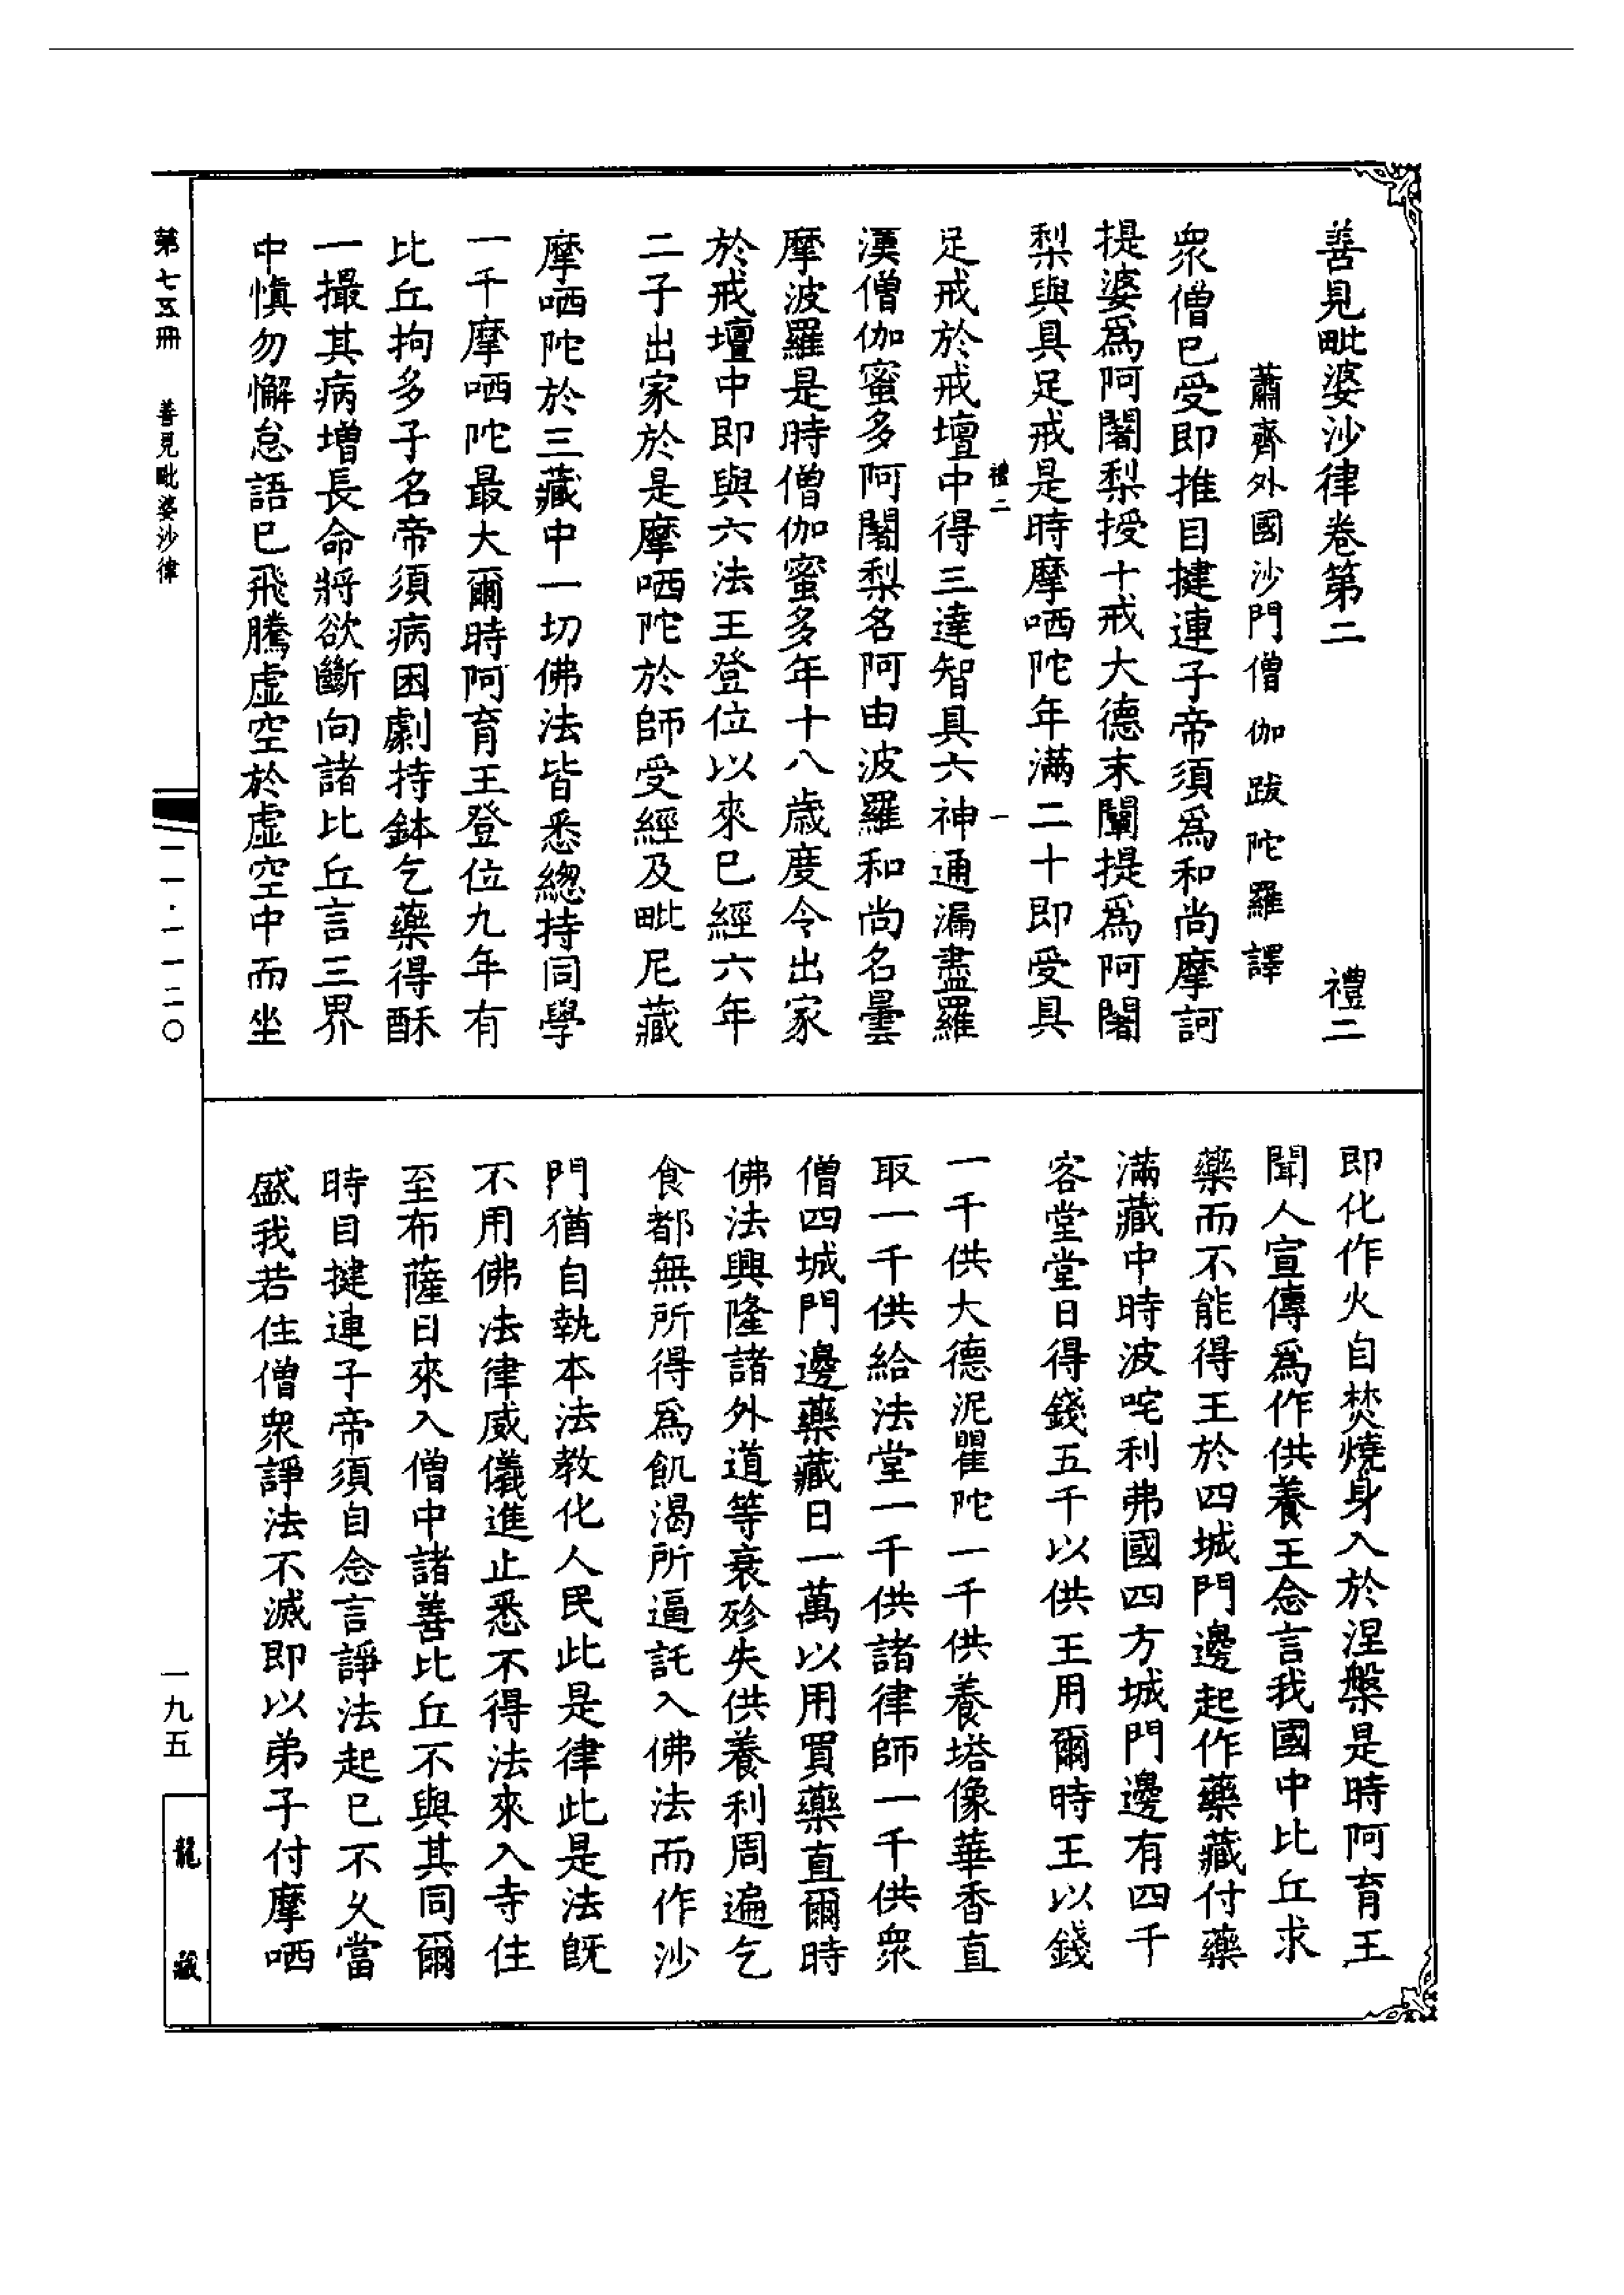 善見毗婆沙律卷第二　禮二
蕭齊外國沙門僧伽跋陀羅譯
眾僧已受即推目揵連子帝須為和尚摩訶
提婆為阿闍梨授十戒大德末闡提為阿闍
梨與具足戒是時摩哂陀年滿二十即受具
禮二　一
足戒於戒壇中得三達智具六神通漏盡羅
漢僧伽蜜多阿闍梨名阿由波羅和尚名曇
摩波羅是時僧伽蜜多年十八歲度令出家
於戒壇中即與六法王登位以來已經六年
二子出家於是摩哂陀於師受經及毗尼藏
摩哂陀於三藏中一切佛法皆悉總持同學
一千摩哂陀最大爾時阿育王登位九年有
比丘拘多子名帝須病困劇持鉢乞藥得酥
一撮其病增長命將欲斷向諸比丘言三界
中慎勿懈怠語已飛騰虛空於虛空中而坐
即化作火自焚燒身入於涅槃是時阿育王
聞人宣傳為作供養王念言我國中比丘求
藥而不能得王於四城門邊起作藥藏付藥
滿藏中時波咤利弗國四方城門邊有四千
客堂堂日得錢五千以供王用爾時王以錢
一千供大德泥瞿陀一千供養塔像華香直
取一千供給法堂一千供諸律師一千供眾
僧四城門邊藥藏日一萬以用買藥直爾時
佛法興隆諸外道等衰殄失供養利周遍乞
食都無所得為飢渴所逼託入佛法而作沙
門猶自執本法教化人民此是律此是法既
不用佛法律威儀進止悉不得法來入寺住
至布薩日來入僧中諸善比丘不與其同爾
時目揵連子帝須自念言諍法起已不久當
盛我若住僧眾諍法不滅即以弟子付摩哂
第七五冊　善見毗婆沙律
二一·一一二〇
一九五
龍藏